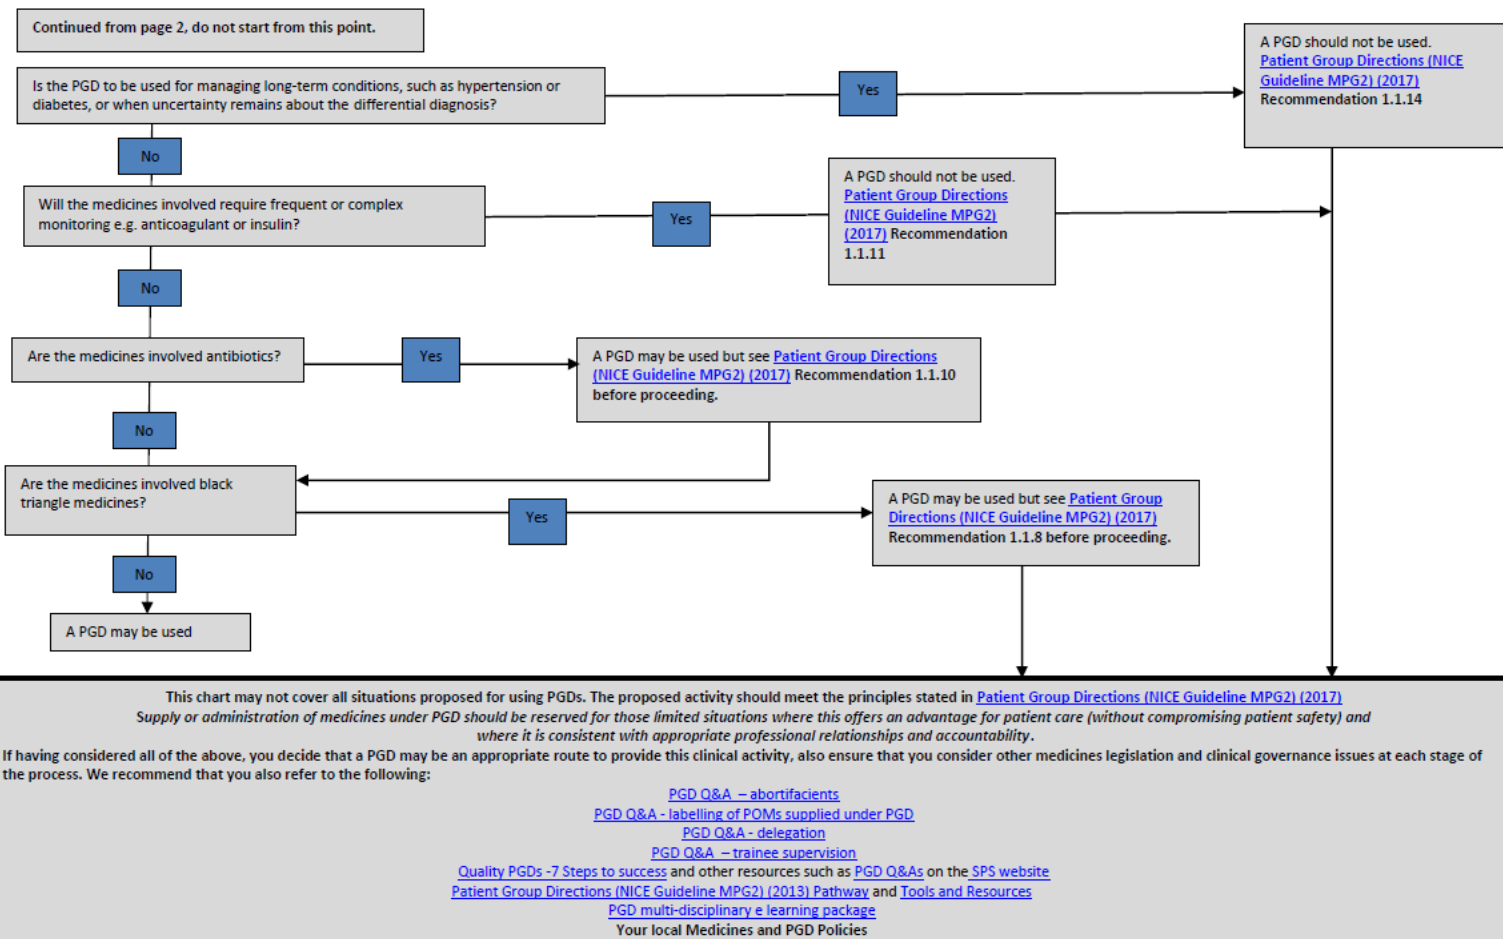 Continued from page 2, do not start from this point.
Is the PGD to be used for managing long-term conditions, such as hypertension or
diabetes, or when uncertainty remains about the differential diagnosis?
Yes
A PGD should not be used.
Patient Group Directions (NICE
Guideline MPG2) (2017)
Recommendation 1.1.14
No
Will the medicines involved require frequent or complex
monitoring e.g. anticoagulant or insulin?
Yes
A PGD should not be used.
Patient Group Directions
(NICE Guideline MPG2)
(2017) Recommendation
1.1.11
No
Are the medicines involved antibiotics?
Yes
A PGD may be used but see Patient Group Directions
(NICE Guideline MPG2) (2017) Recommendation 1.1.10
before proceeding.
No
Are the medicines involved black
triangle medicines?
Yes
A PGD may be used but see Patient Group
Directions (NICE Guideline MPG2) (2017)
Recommendation 1.1.8 before proceeding.
No
A PGD may be used
This chart may not cover all situations proposed for using PGDs. The proposed activity should meet the principles stated in Patient Group Directions (NICE Guideline MPG2) (2017)
Supply or administration of medicines under PGD should be reserved for those limited situations where this offers an advantage for patient care (without compromising patient safety) and
where it is consistent with appropriate professional relationships and accountability.
If having considered all of the above, you decide that a PGD may be an appropriate route to provide this clinical activity, also ensure that you consider other medicines legislation and clinical governance issues at each stage of
the process. We recommend that you also refer to the following:
PGD Q&A – abortifacients
PGD Q&A - labelling of POMs supplied under PGD
PGD Q&A - delegation
PGD Q&A – trainee supervision
Quality PGDs -7 Steps to success and other resources such as PGD Q&As on the SPS website
Patient Group Directions (NICE Guideline MPG2) (2013) Pathway and Tools and Resources
PGD multi-disciplinary e learning package
Your local Medicines and PGD Policies